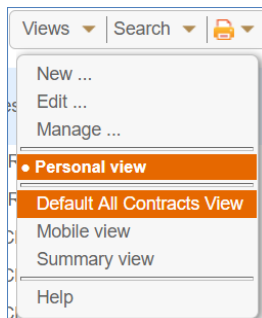 Views Search
New ...
Edit ...
Manage ...
• Personal view
Default All Contracts View
Mobile view
Summary view
Help